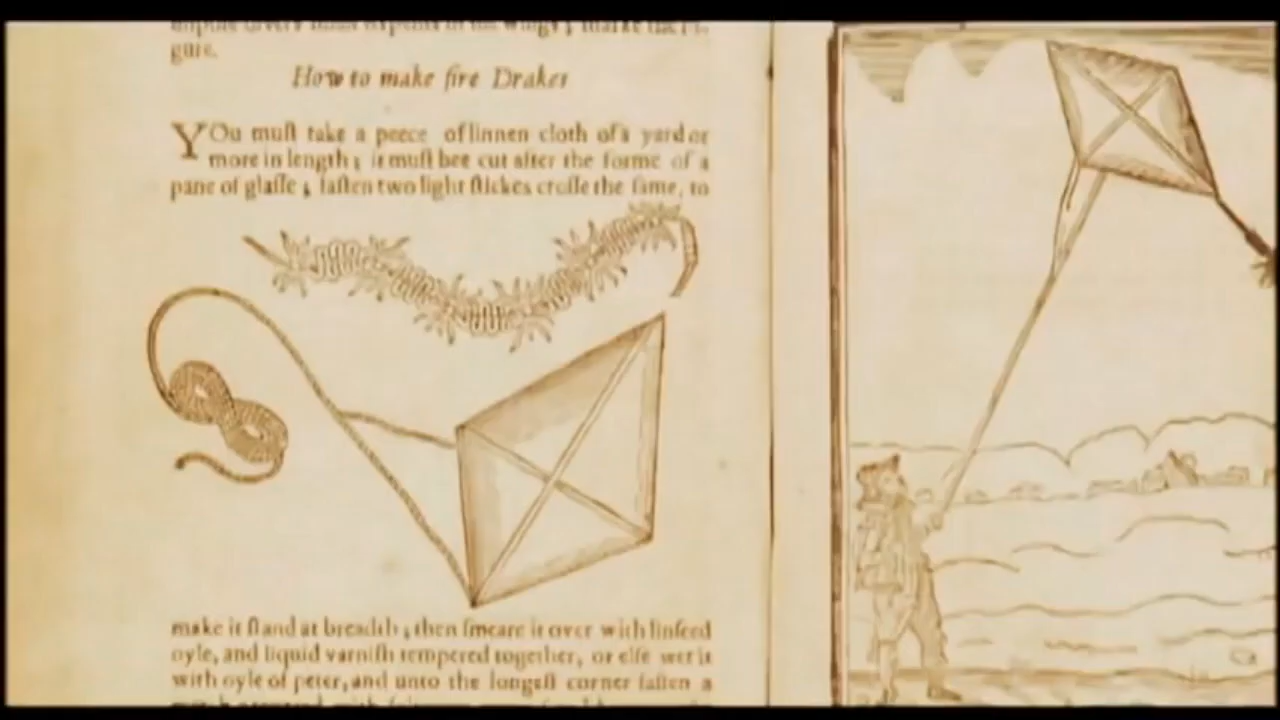 gure.
How to make fire Drakes
YOu muſt take a peece of linnen cloth of a yard or
more in length; it muſt bee cut after the forme of a
pane of glaſſe; faſten two light ſtickes croſſe the ſame, to
make it ſtand at breadth; then ſmeare it over with linſeed
oyle, and liquid varniſh tempered together, or elſe wet it
with oyle of peter, and unto the longeſt corner faſten a